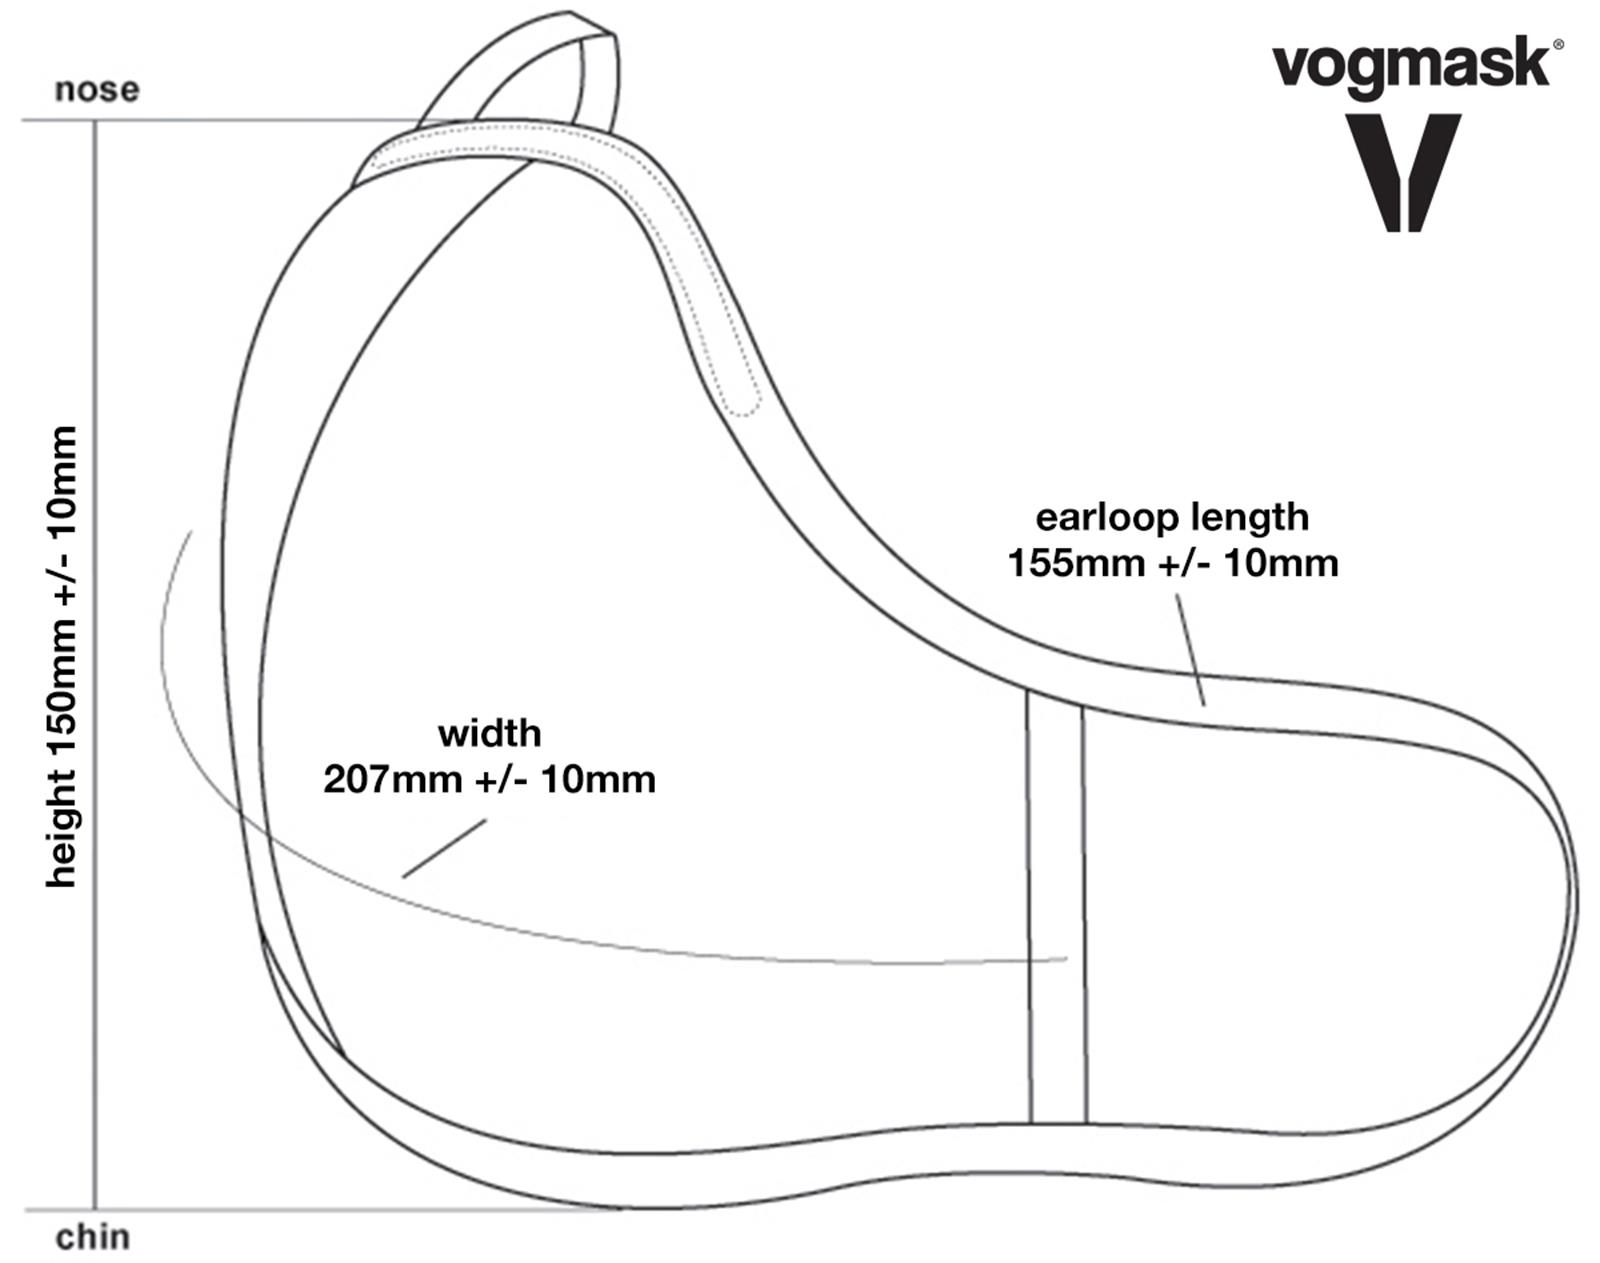 nose
vogmask®
height 150mm +/- 10mm
earloop length
155mm +/- 10mm
width
207mm +/- 10mm
chin